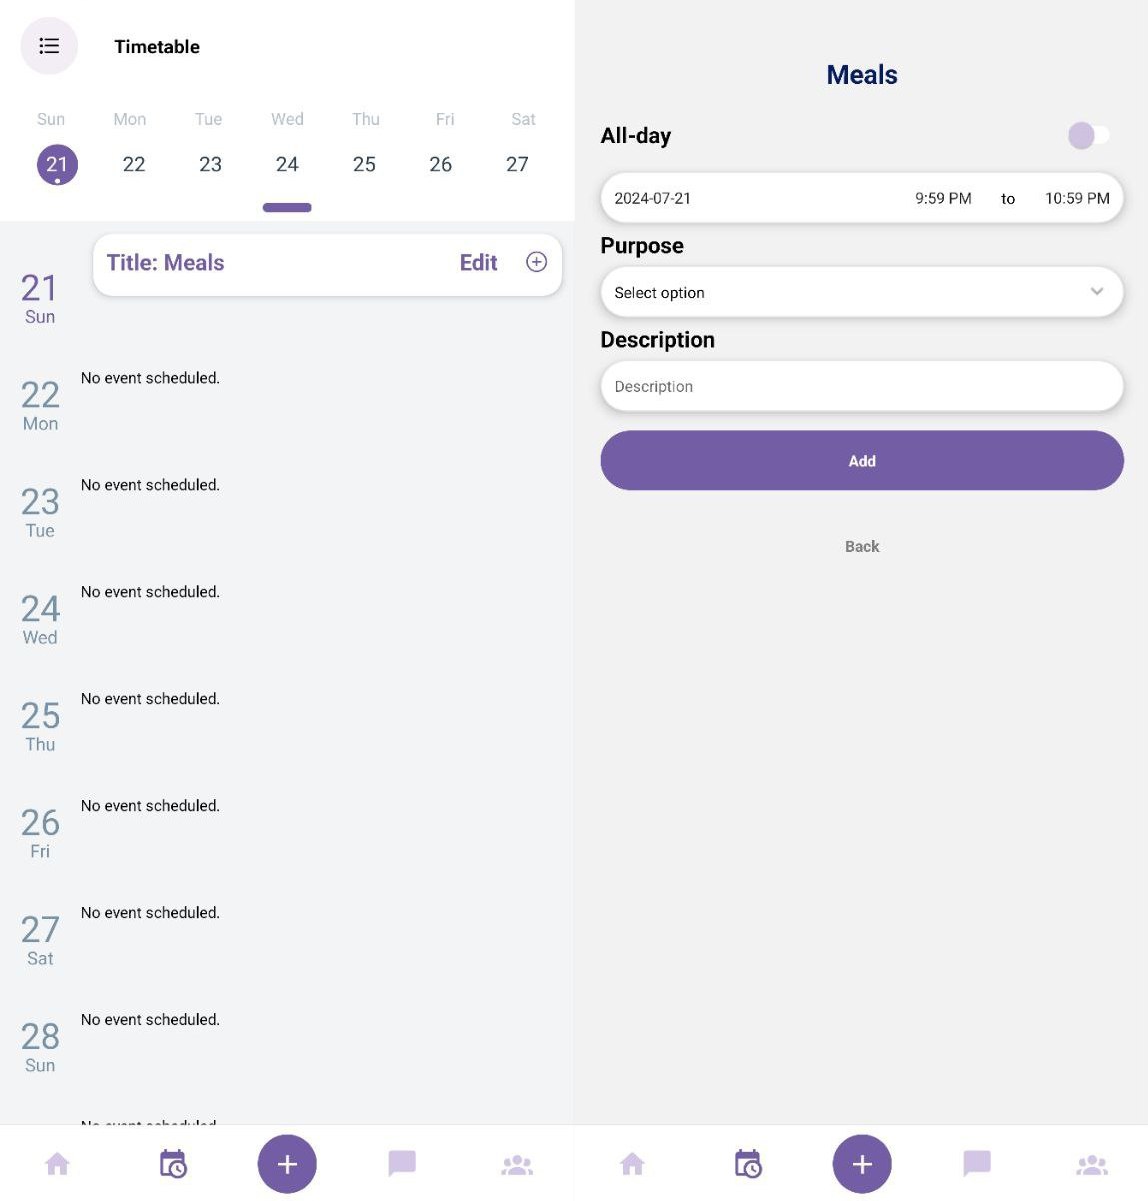 Timetable
Sun Mon Tue Wed Thu Fri Sat
21 22 23 24 25 26 27
Title: Meals Edit
21
Sun
No event scheduled.
22
Mon
No event scheduled.
23
Tue
No event scheduled.
24
Wed
No event scheduled.
25
Thu
No event scheduled.
26
Fri
No event scheduled.
27
Sat
No event scheduled.
28
Sun
No event scheduled.
Meals
All-day
2024-07-21 9:59 PM to 10:59 PM
Purpose
Select option
Description
Description
Add
Back